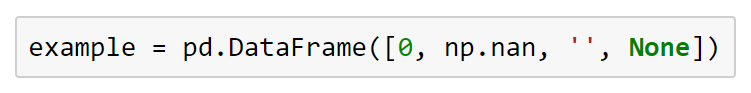 example = pd.DataFrame([0, np.nan, '', None])